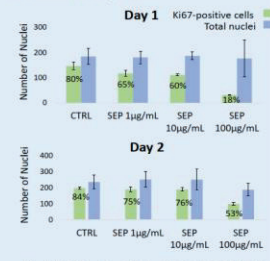 Day 1
Ki67-positive cells
Total nuclei
Number of Nuclei
300
200
100
0
80%
65%
60%
18%
CTRL
SEP 1µg/mL
SEP 10µg/mL
SEP 100µg/mL
Day 2
Number of Nuclei
400
300
200
100
0
84%
75%
76%
53%
CTRL
SEP 1µg/mL
SEP 10µg/mL
SEP 100µg/mL